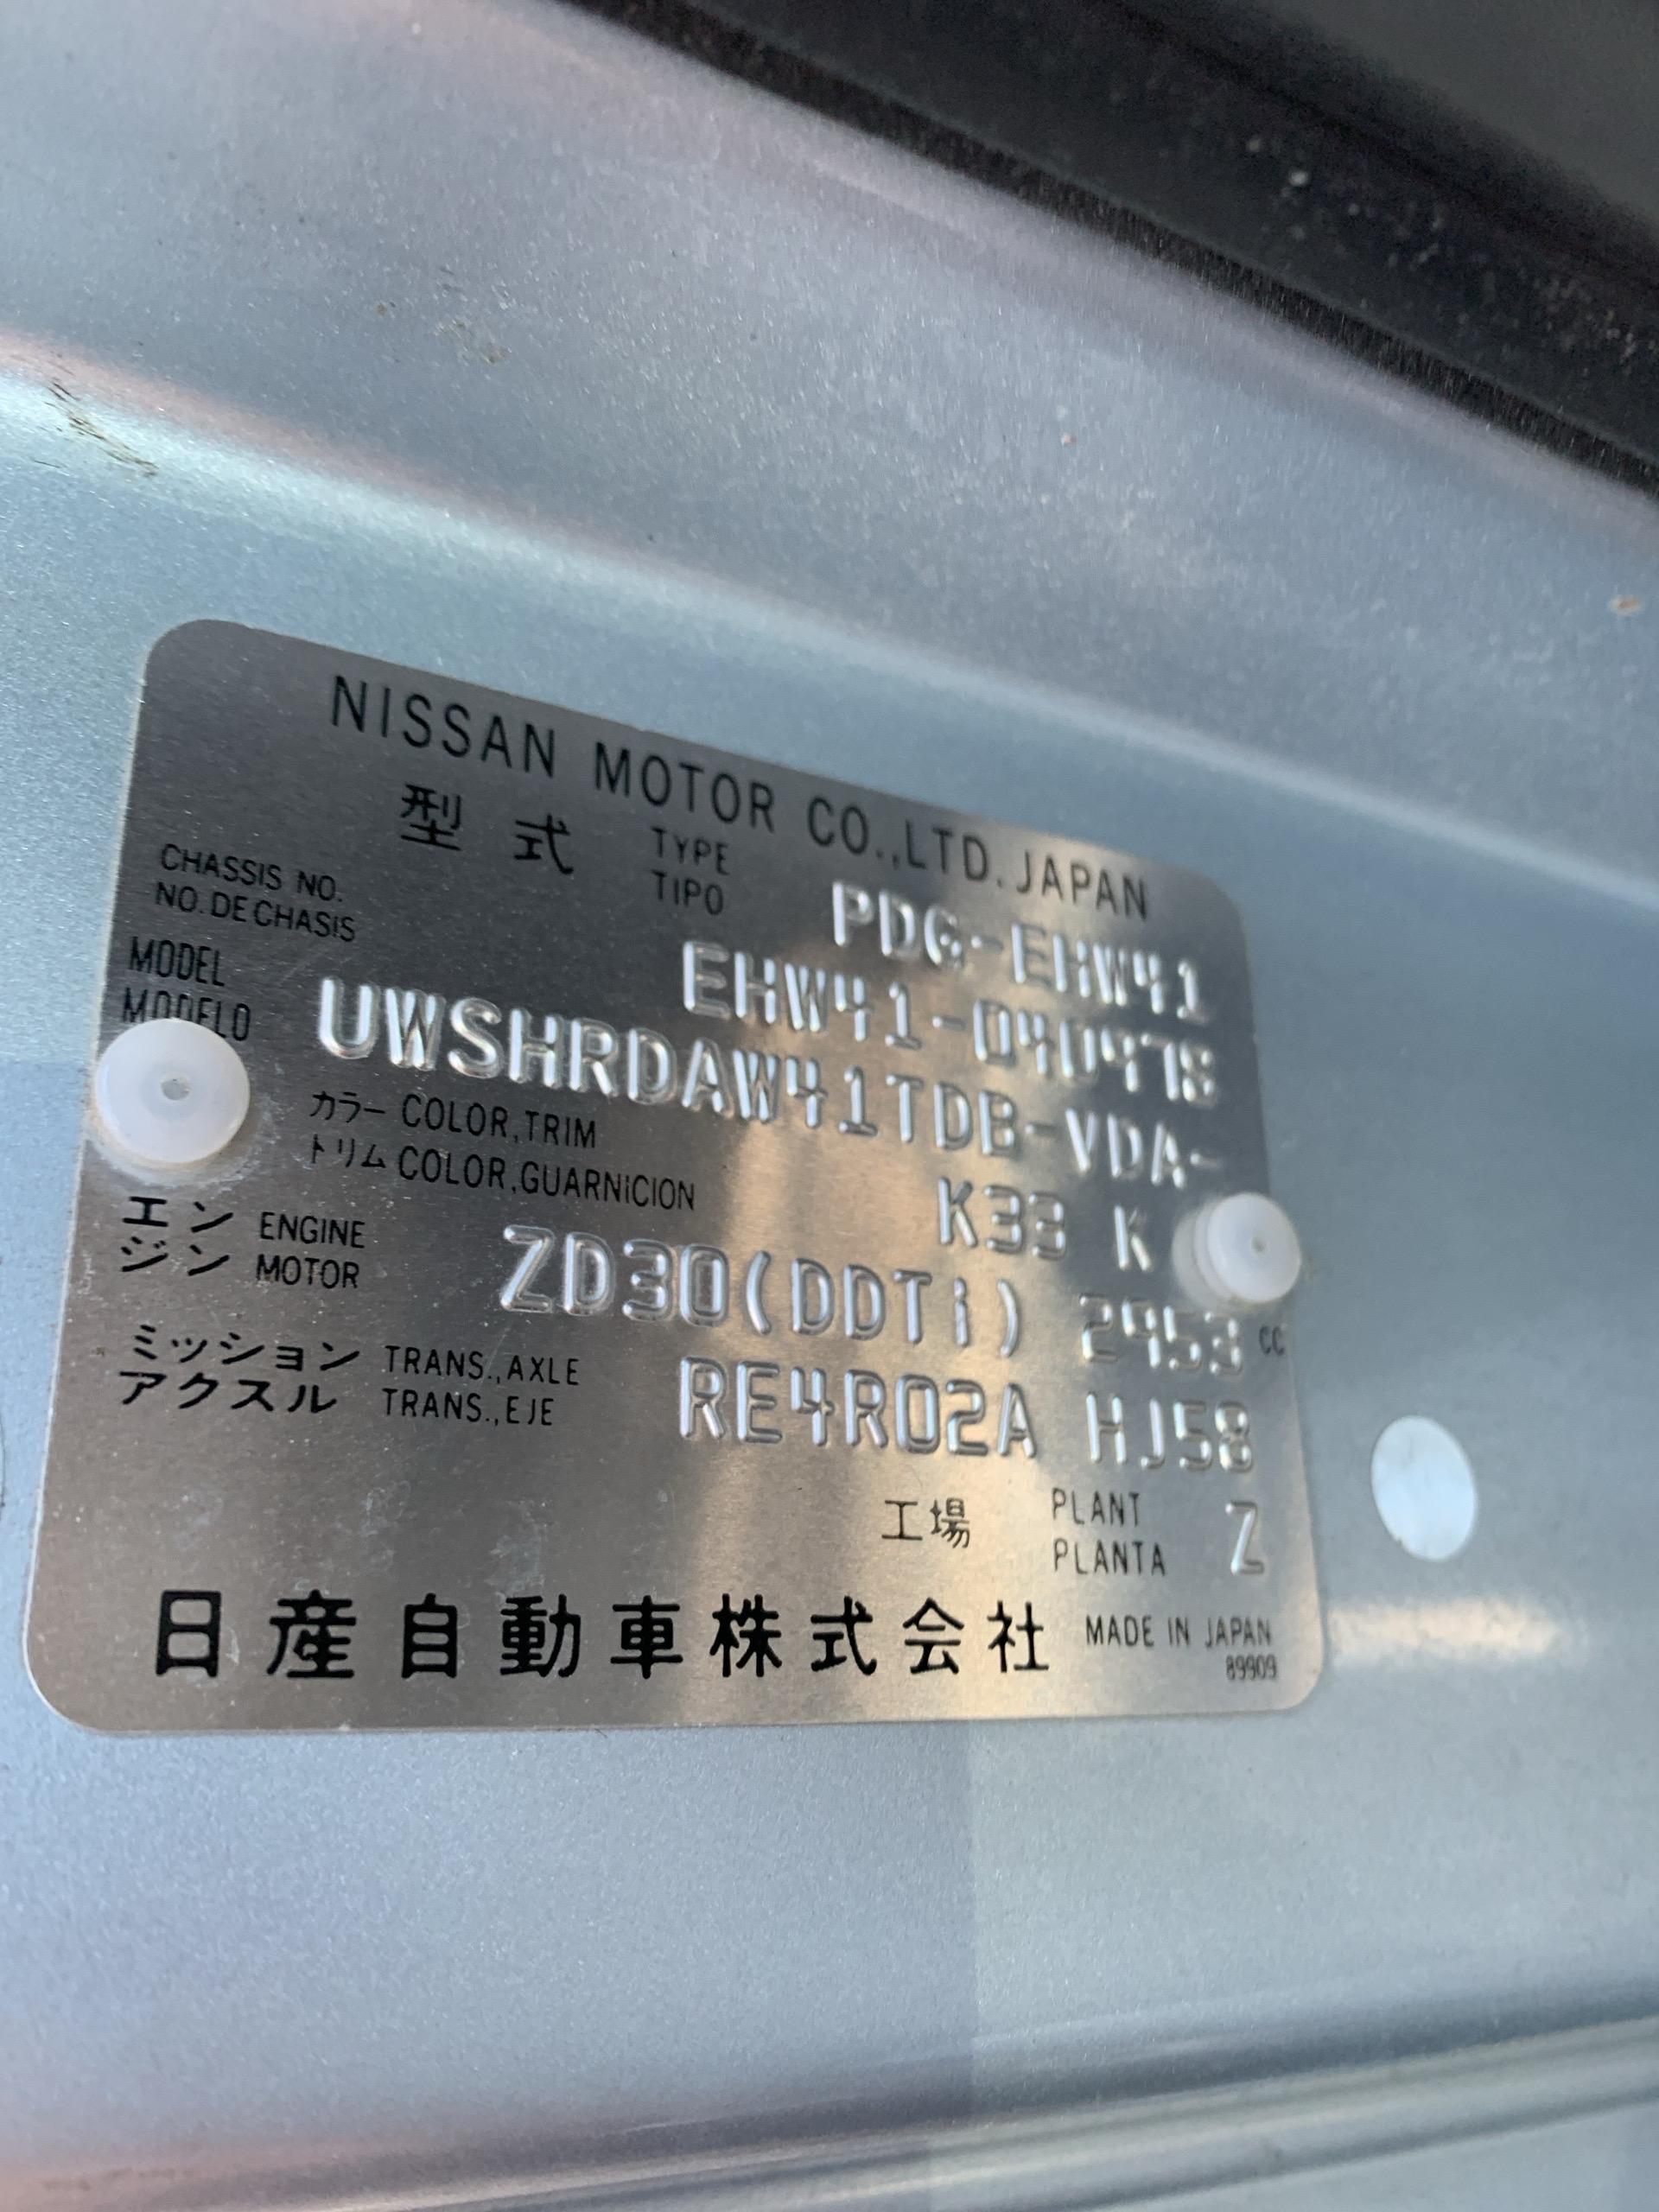 NISSAN MOTOR CO.,LTD. JAPAN
型式 TYPE TIPO PDG-EHW41
CHASSIS NO. NO. DE CHASIS EHW41-040978
MODEL MODELO UWSHRDAW41TDB-VDA-
カラー COLOR,TRIM
トリム COLOR,GUARNICION K33 K
エンジン ENGINE MOTOR ZD30(DDTi) 2953 CC
ミッション TRANS.,AXLE
アクスル TRANS.,EJE RE4R02A HJ58
工場 PLANT PLANTA Z
日産自動車株式会社 MADE IN JAPAN
89909